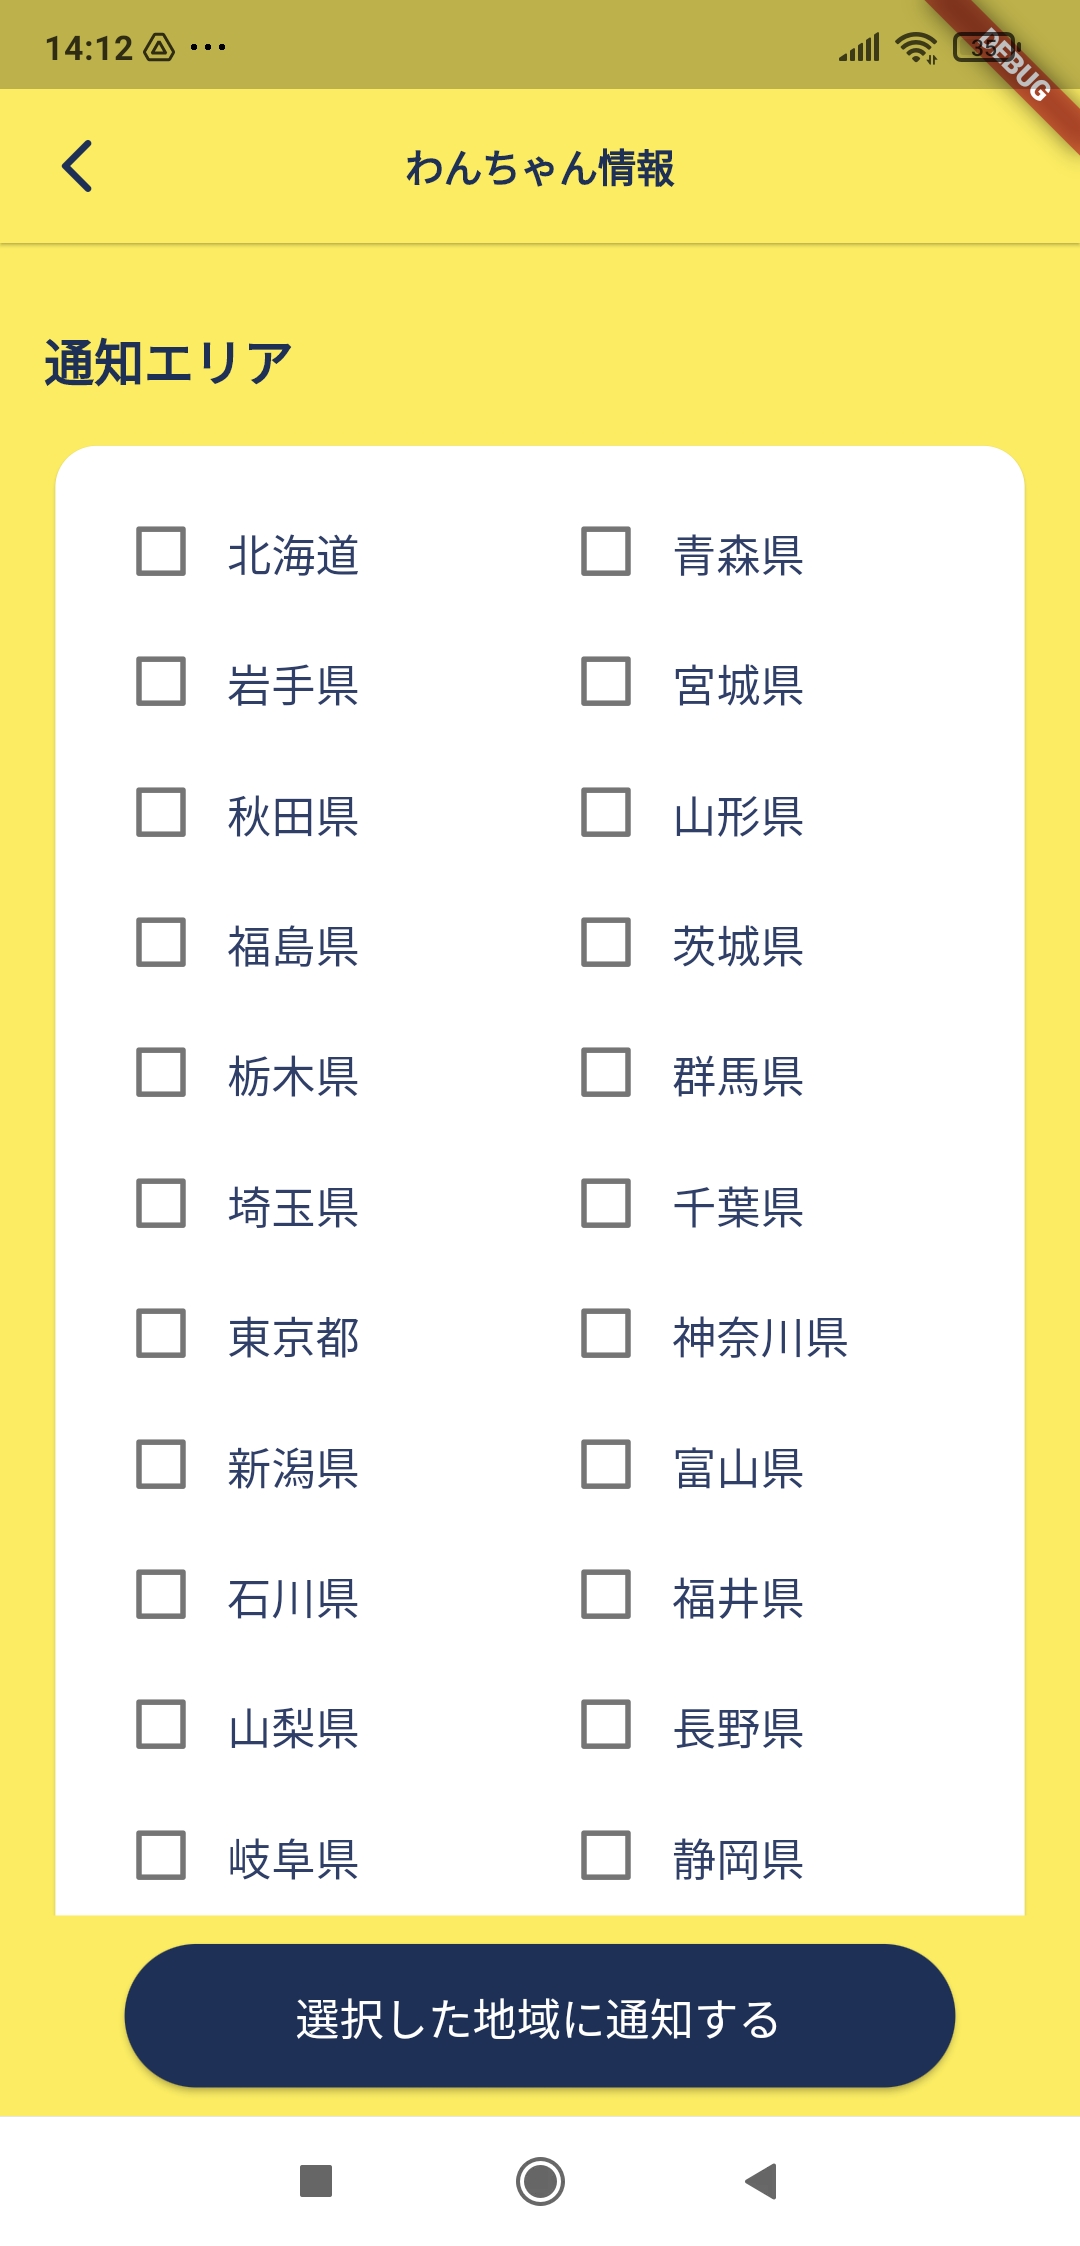 14:12
35
DEBUG
わんちゃん情報
通知エリア
北海道 青森県
岩手県 宮城県
秋田県 山形県
福島県 茨城県
栃木県 群馬県
埼玉県 千葉県
東京都 神奈川県
新潟県 富山県
石川県 福井県
山梨県 長野県
岐阜県 静岡県
選択した地域に通知する